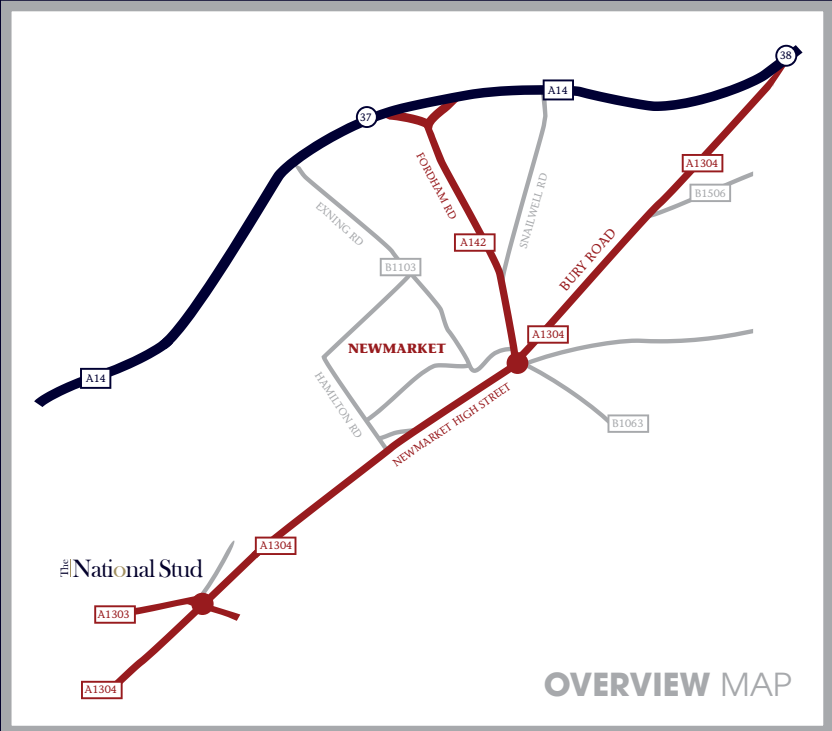 38
A14
37
A1304
FORDHAM RD
B1506
SNAILWELL RD
EXNING RD
A142
BURY ROAD
B1103
A1304
NEWMARKET
A14
HAMILTON RD
NEWMARKET HIGH STREET
B1063
A1304
The National Stud
A1303
A1304
OVERVIEW MAP